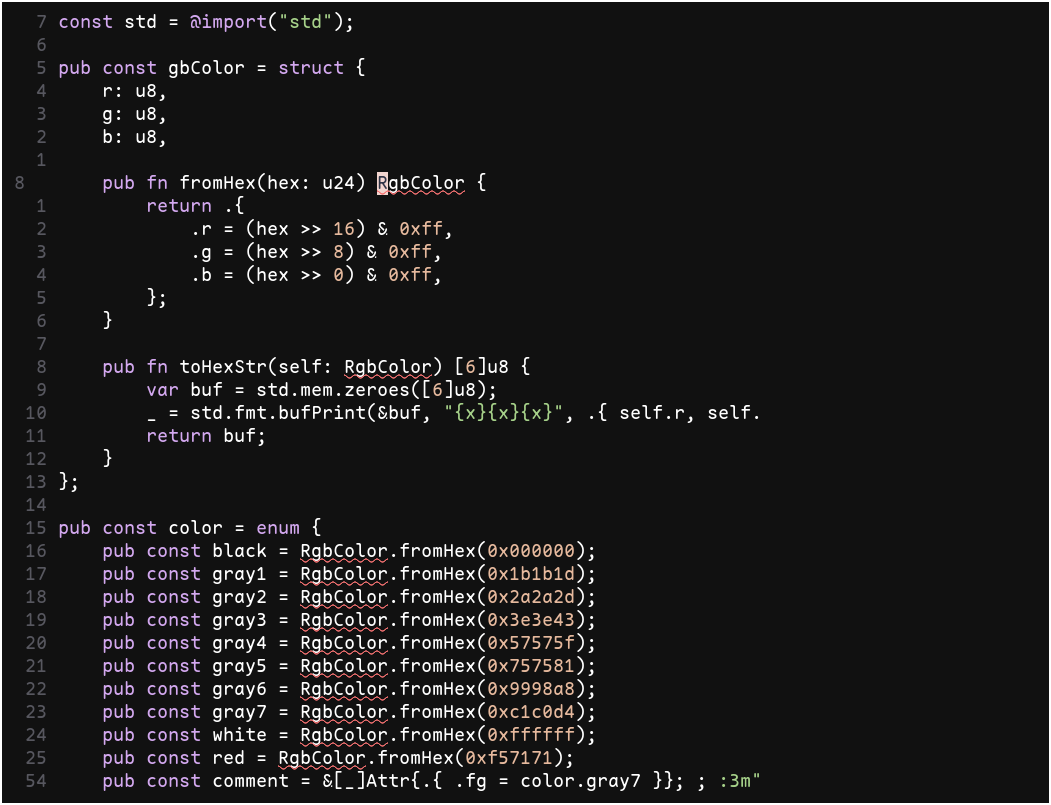 7 const std = @import("std");
6
5 pub const gbColor = struct {
4     r: u8,
3     g: u8,
2     b: u8,
1
8     pub fn fromHex(hex: u24) RgbColor {
1         return .{
2             .r = (hex >> 16) & 0xff,
3             .g = (hex >> 8) & 0xff,
4             .b = (hex >> 0) & 0xff,
5         };
6     }
7
8     pub fn toHexStr(self: RgbColor) [6]u8 {
9         var buf = std.mem.zeroes([6]u8);
10         _ = std.fmt.bufPrint(&buf, "{x}{x}{x}", .{ self.r, self.
11         return buf;
12     }
13 };
14
15 pub const color = enum {
16     pub const black = RgbColor.fromHex(0x000000);
17     pub const gray1 = RgbColor.fromHex(0x1b1b1d);
18     pub const gray2 = RgbColor.fromHex(0x2a2a2d);
19     pub const gray3 = RgbColor.fromHex(0x3e3e43);
20     pub const gray4 = RgbColor.fromHex(0x57575f);
21     pub const gray5 = RgbColor.fromHex(0x757581);
22     pub const gray6 = RgbColor.fromHex(0x9998a8);
23     pub const gray7 = RgbColor.fromHex(0xc1c0d4);
24     pub const white = RgbColor.fromHex(0xffffff);
25     pub const red = RgbColor.fromHex(0xf57171);
54     pub const comment = &[_]Attr{.{ .fg = color.gray7 }}; ; :3m"